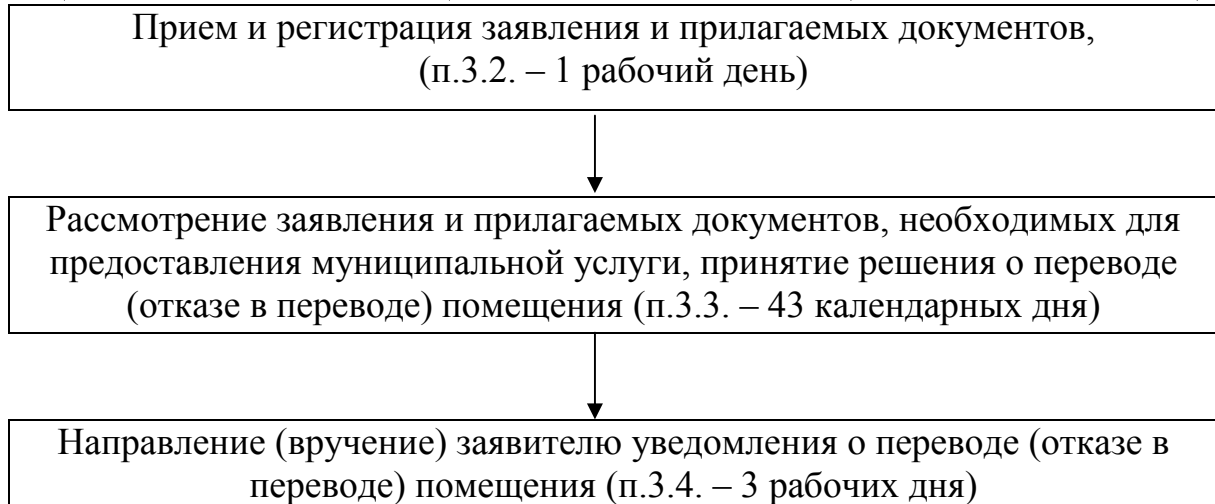 Прием и регистрация заявления и прилагаемых документов,
(п.3.2. – 1 рабочий день)
Рассмотрение заявления и прилагаемых документов, необходимых для
предоставления муниципальной услуги, принятие решения о переводе
(отказе в переводе) помещения (п.3.3. – 43 календарных дня)
Направление (вручение) заявителю уведомления о переводе (отказе в
переводе) помещения (п.3.4. – 3 рабочих дня)